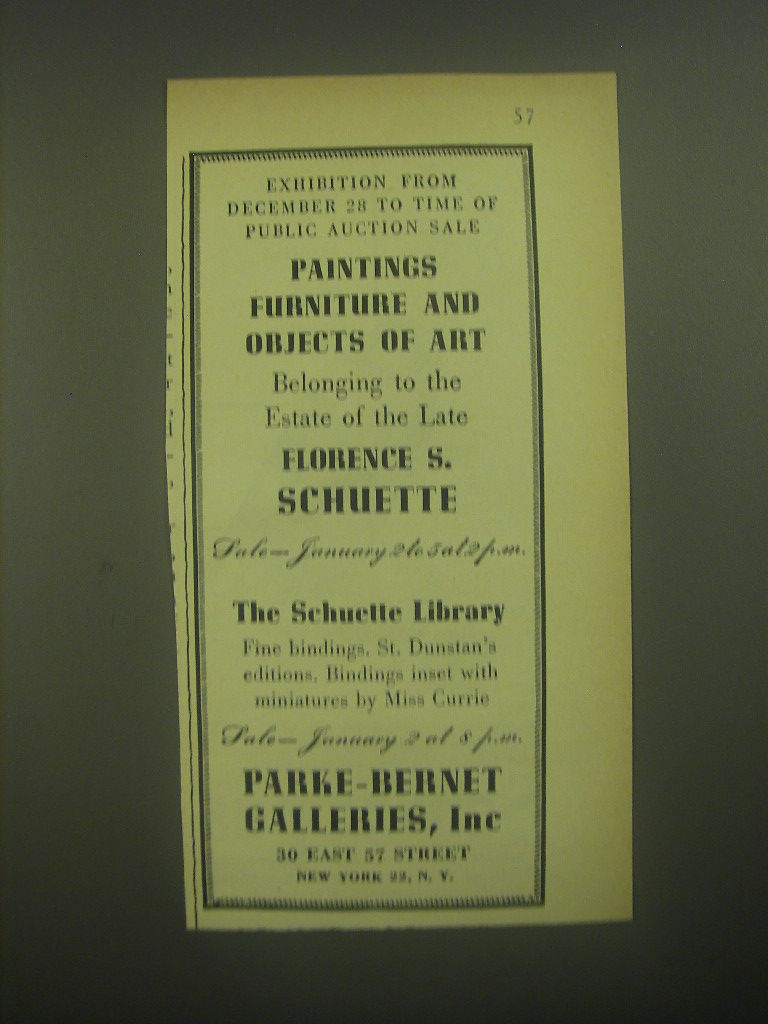 57
EXHIBITION FROM
DECEMBER 28 TO TIME OF
PUBLIC AUCTION SALE
PAINTINGS
FURNITURE AND
OBJECTS OF ART
Belonging to the
Estate of the Late
FLORENCE S.
SCHUETTE
Sale—January 2 to 5 at 2 p.m.
The Schuette Library
Fine bindings, St. Dunstan's
editions, Bindings inset with
miniatures by Miss Currie
Sale—January 2 at 8 p.m.
PARKE-BERNET
GALLERIES, Inc
30 EAST 57 STREET
NEW YORK 22, N. Y.